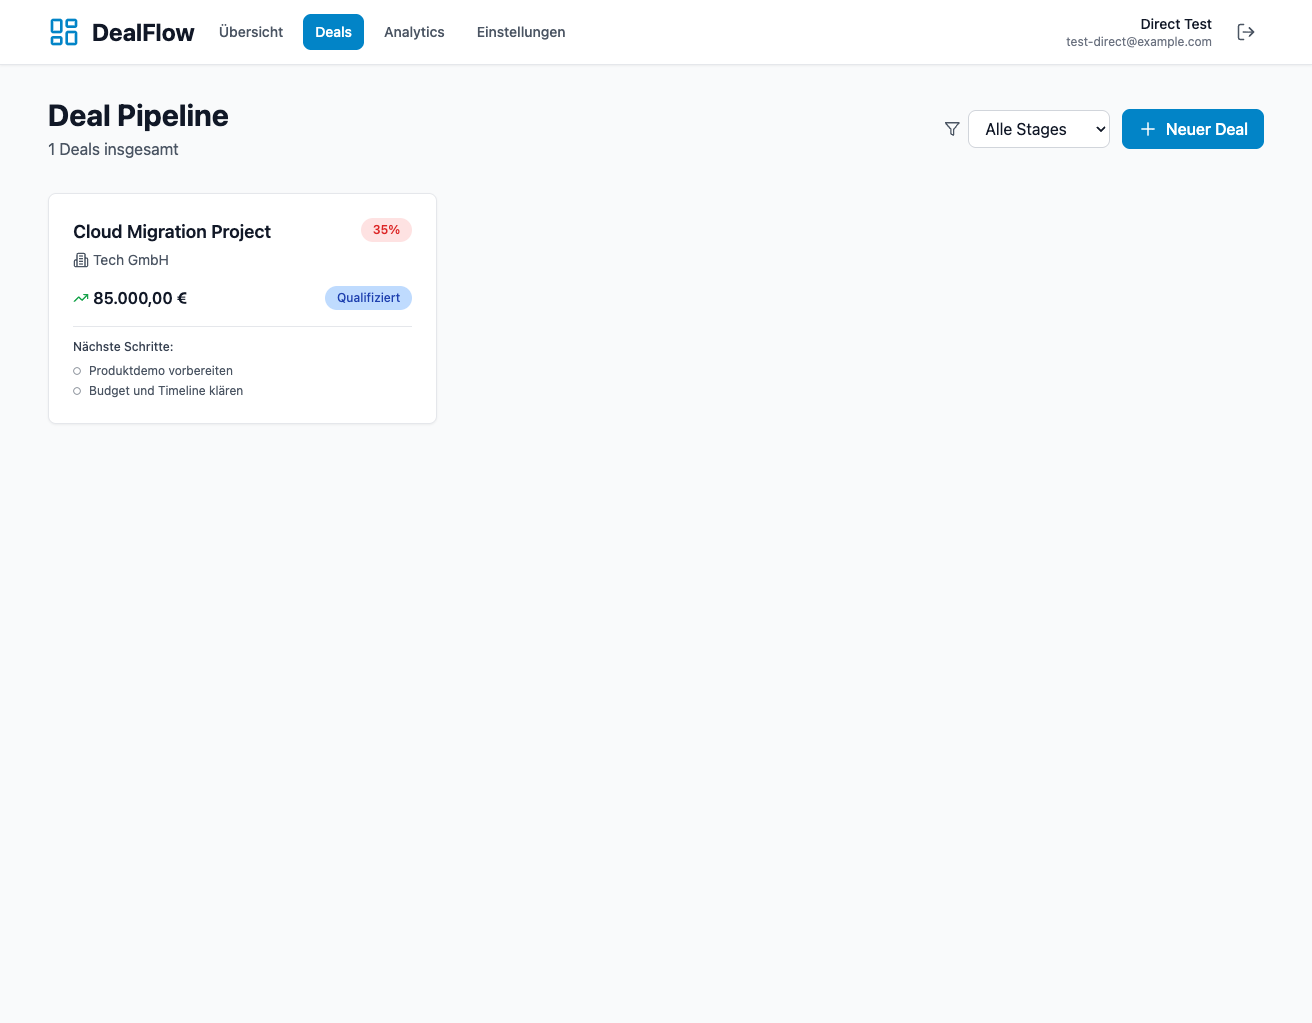 DealFlow
Übersicht
Deals
Analytics
Einstellungen
Direct Test
test-direct@example.com
Deal Pipeline
1 Deals insgesamt
Alle Stages
Neuer Deal
Cloud Migration Project
35%
Tech GmbH
85.000,00 €
Qualifiziert
Nächste Schritte:
Produktdemo vorbereiten
Budget und Timeline klären